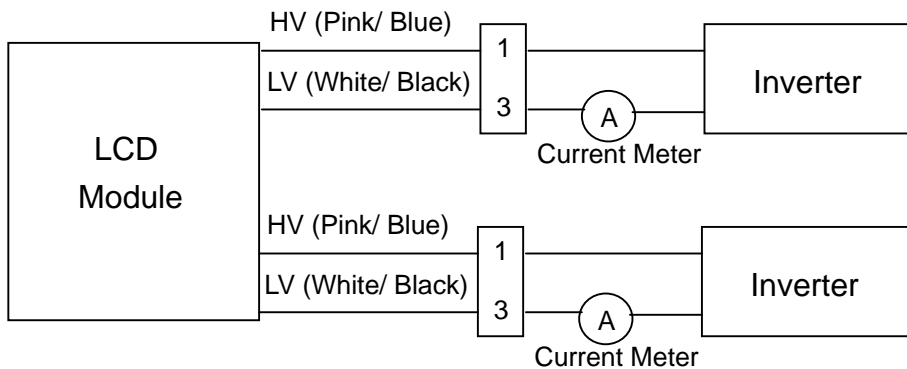 HV (Pink/ Blue)
1
LV (White/ Black)
3
A
Current Meter
Inverter
LCD
Module
HV (Pink/ Blue)
1
LV (White/ Black)
3
A
Current Meter
Inverter